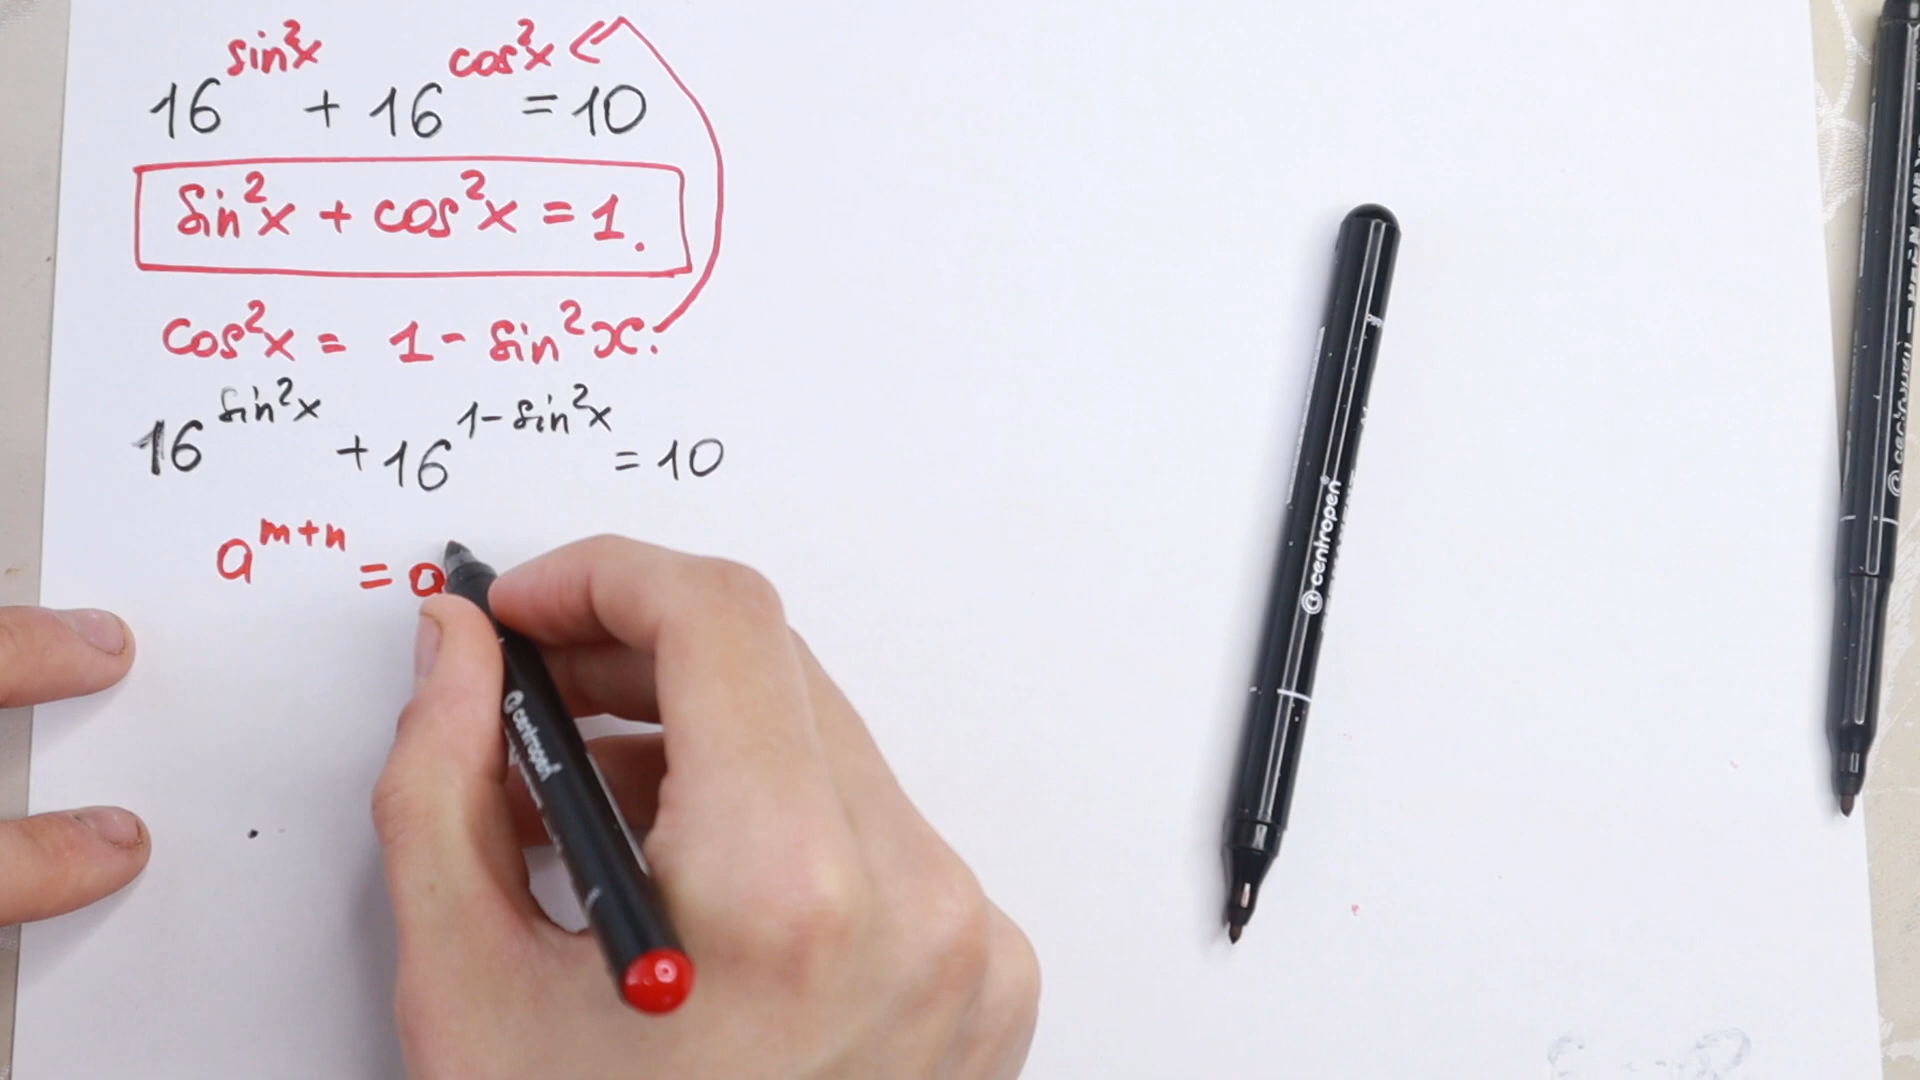 16^sin²x + 16^cos²x = 10
sin²x + cos²x = 1.
cos²x = 1 - sin²x.
16^sin²x + 16^1-sin²x = 10
a^m+n = a
centropen
centropen